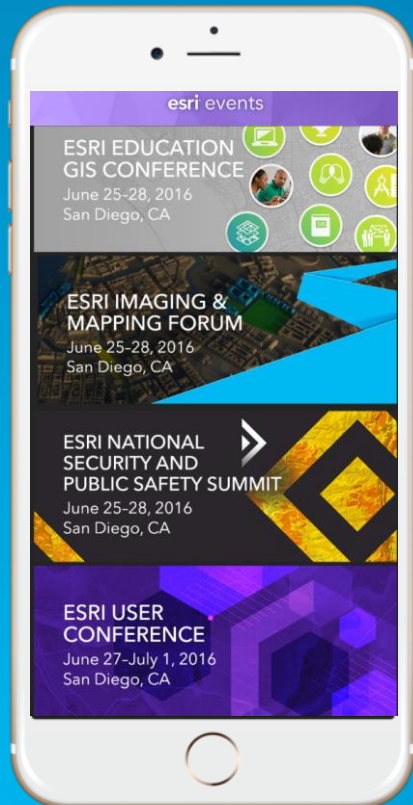 esri events
ESRI EDUCATION
GIS CONFERENCE
June 25-28, 2016
San Diego, CA
ESRI IMAGING &
MAPPING FORUM
June 25-28, 2016
San Diego, CA
ESRI NATIONAL
SECURITY AND
PUBLIC SAFETY SUMMIT
June 25-28, 2016
San Diego, CA
ESRI USER
CONFERENCE
June 27-July 1, 2016
San Diego, CA